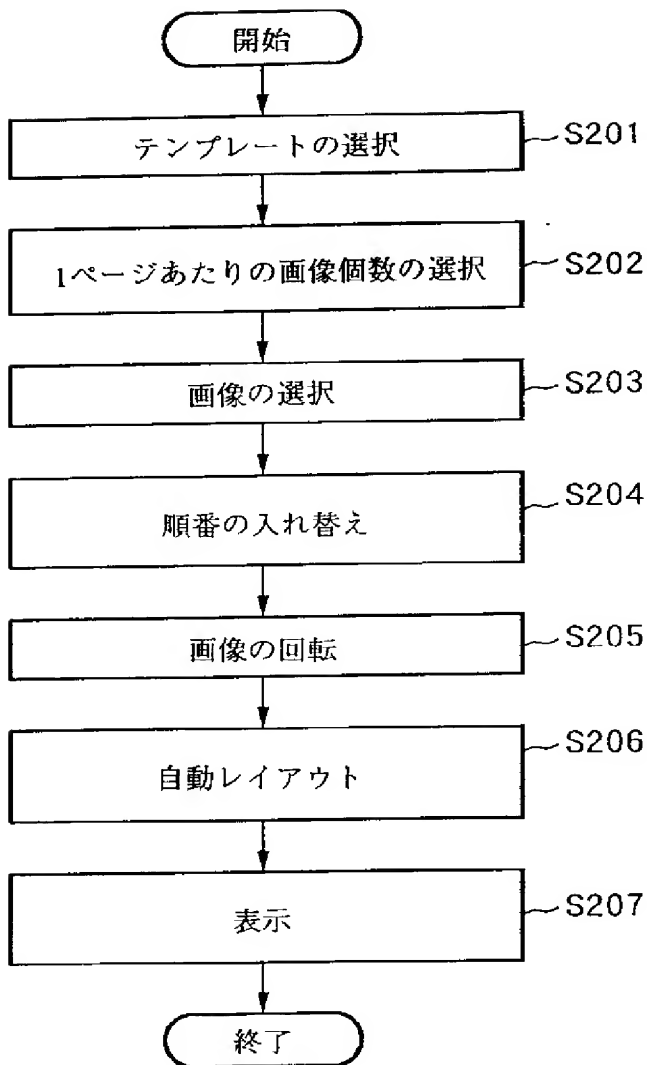 開始
テンプレートの選択
S201
1ページあたりの画像個数の選択
S202
画像の選択
S203
順番の入れ替え
S204
画像の回転
S205
自動レイアウト
S206
表示
S207
終了